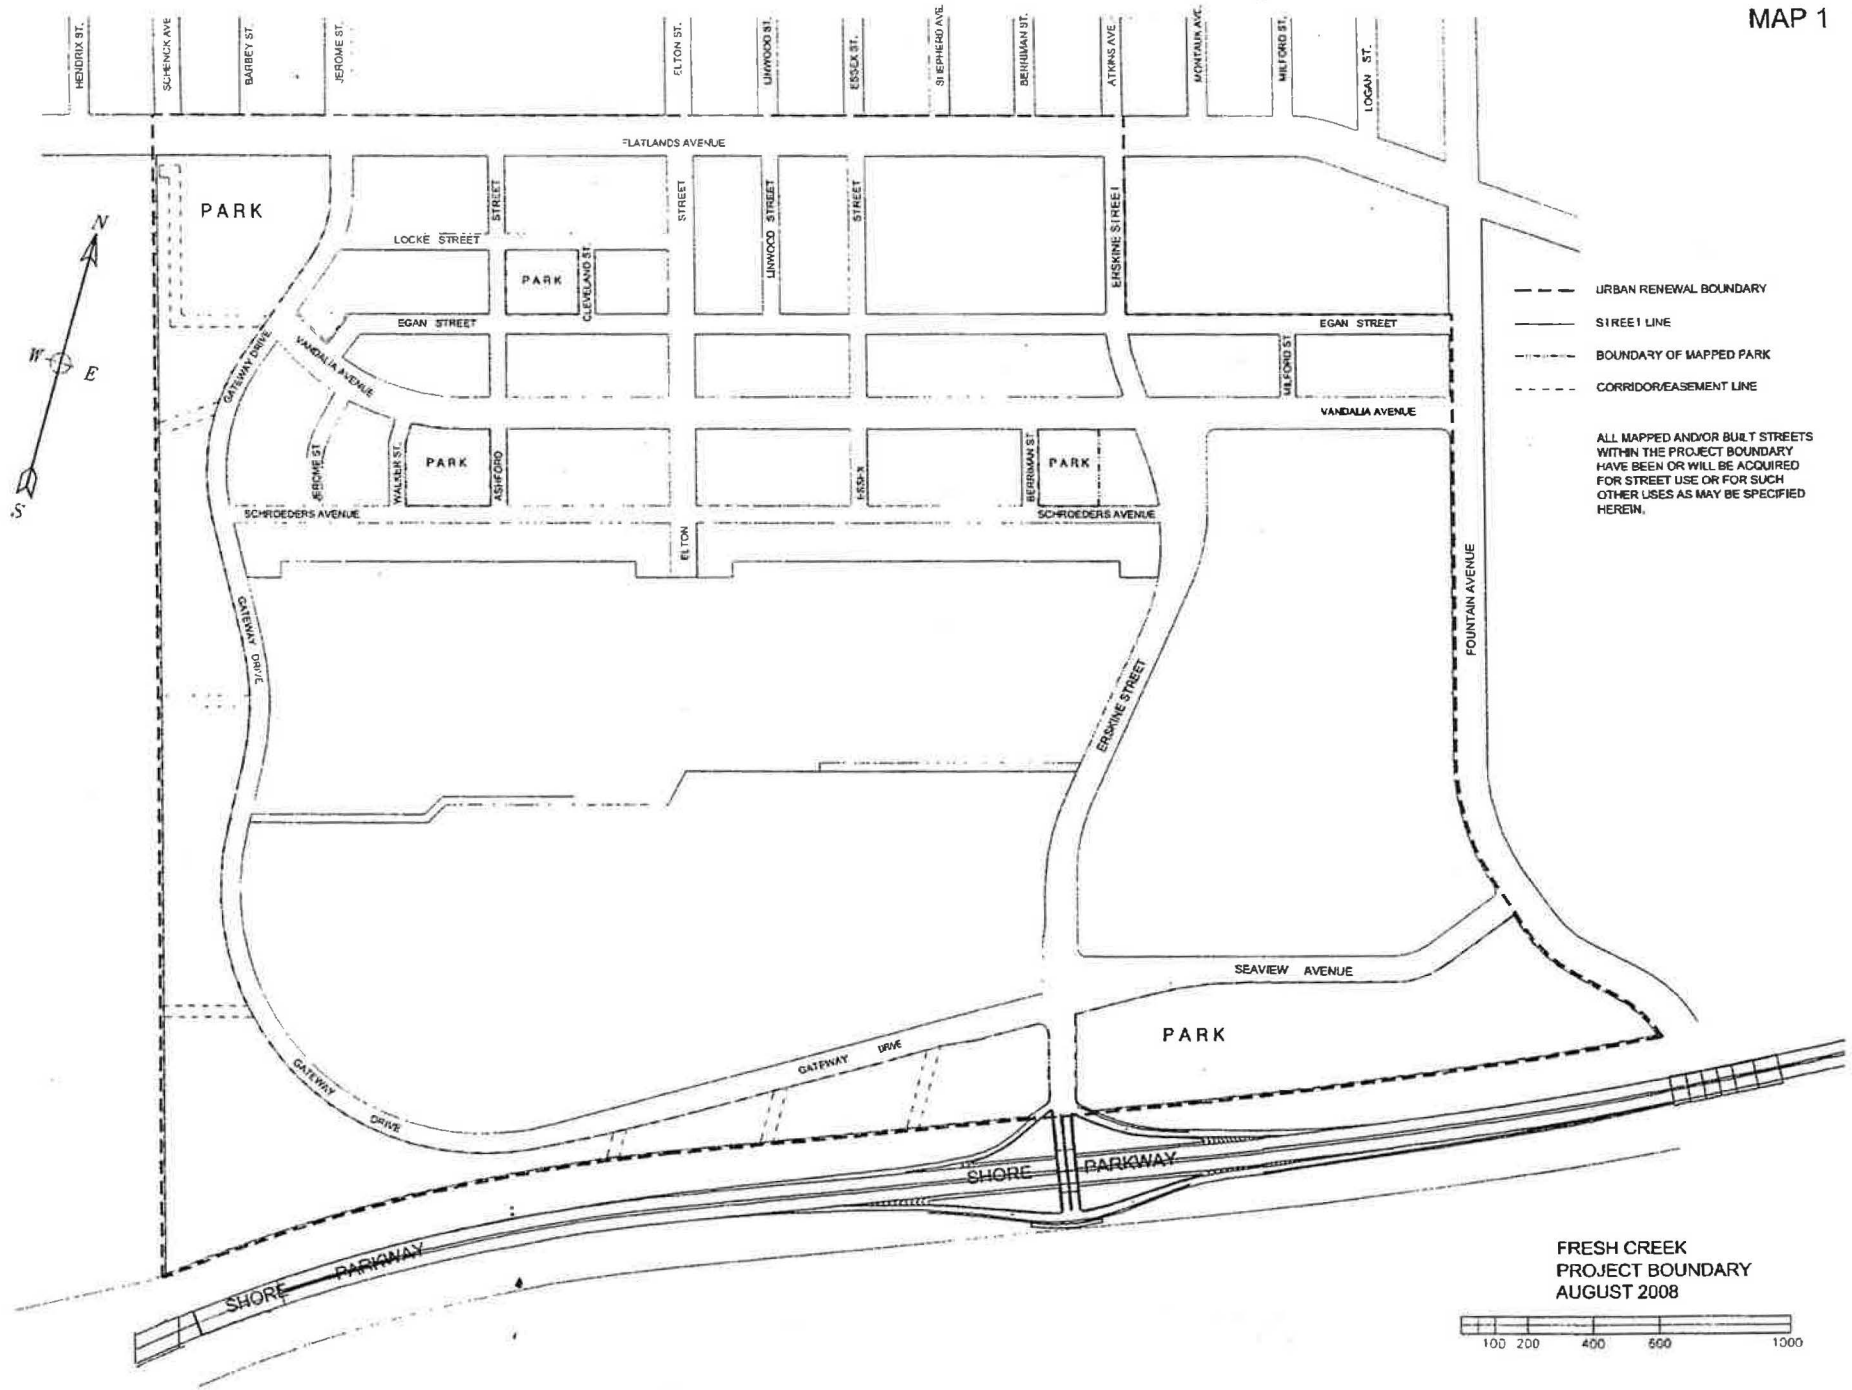 MAP 1
HENDRIX ST.
SCHENCK AVE
BARBEY ST.
JEROME ST.
ELTON ST.
LINWOOD ST.
ESSEX ST.
SHEPHERD AVE.
BERRIMAN ST.
ATKINS AVE.
MONTAUK AVE.
MILFORD ST.
LOGAN ST.
FLATLANDS AVENUE
PARK
STREET
STREET
LINWOOD STREET
STREET
ERSKINE STREET
LOCKE STREET
PARK
CLEVELAND ST.
N
W
E
S
URBAN RENEWAL BOUNDARY
STREET LINE
BOUNDARY OF MAPPED PARK
CORRIDOR/EASEMENT LINE
EGAN STREET
EGAN STREET
GATEWAY DRIVE
VANDALIA AVENUE
MILFORD ST
VANDALIA AVENUE
ALL MAPPED AND/OR BUILT STREETS
WITHIN THE PROJECT BOUNDARY
HAVE BEEN OR WILL BE ACQUIRED
FOR STREET USE OR FOR SUCH
OTHER USES AS MAY BE SPECIFIED
HEREIN.
JEROME ST
WALKER ST.
PARK
ASHFORD
ESSEX
BERRIMAN ST
PARK
SCHROEDERS AVENUE
SCHROEDERS AVENUE
ELTON
FOUNTAIN AVENUE
GATEWAY DRIVE
ERSKINE STREET
SEAVIEW AVENUE
PARK
GATEWAY DRIVE
GATEWAY DRIVE
SHORE PARKWAY
SHORE PARKWAY
FRESH CREEK
PROJECT BOUNDARY
AUGUST 2008
100 200 400 600 1000